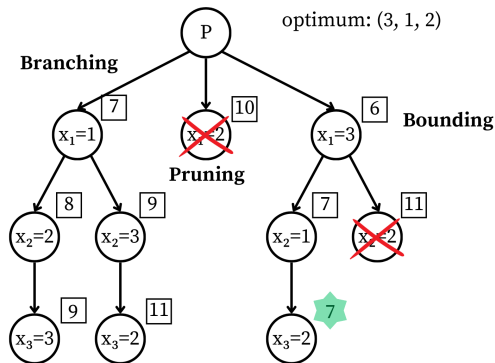 P
optimum: (3, 1, 2)
Branching
7
10
6
x₁=1
x₁=2
x₁=3
Bounding
Pruning
8
9
7
11
x₂=2
x₂=3
x₂=1
x₂=2
9
11
7
x₃=3
x₃=2
x₃=2